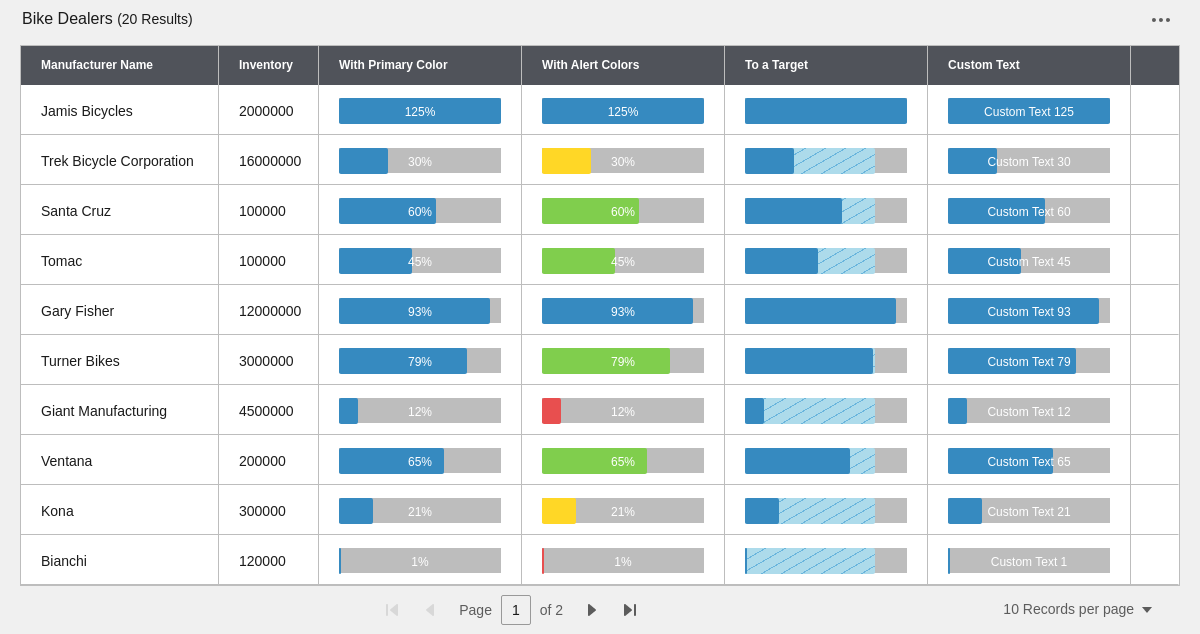 Bike Dealers (20 Results)
Manufacturer Name Inventory With Primary Color With Alert Colors To a Target Custom Text
Jamis Bicycles 2000000 125% 125% Custom Text 125
Trek Bicycle Corporation 16000000 30% 30% Custom Text 30
Santa Cruz 100000 60% 60% Custom Text 60
Tomac 100000 45% 45% Custom Text 45
Gary Fisher 12000000 93% 93% Custom Text 93
Turner Bikes 3000000 79% 79% Custom Text 79
Giant Manufacturing 4500000 12% 12% Custom Text 12
Ventana 200000 65% 65% Custom Text 65
Kona 300000 21% 21% Custom Text 21
Bianchi 120000 1% 1% Custom Text 1
Page 1 of 2 10 Records per page